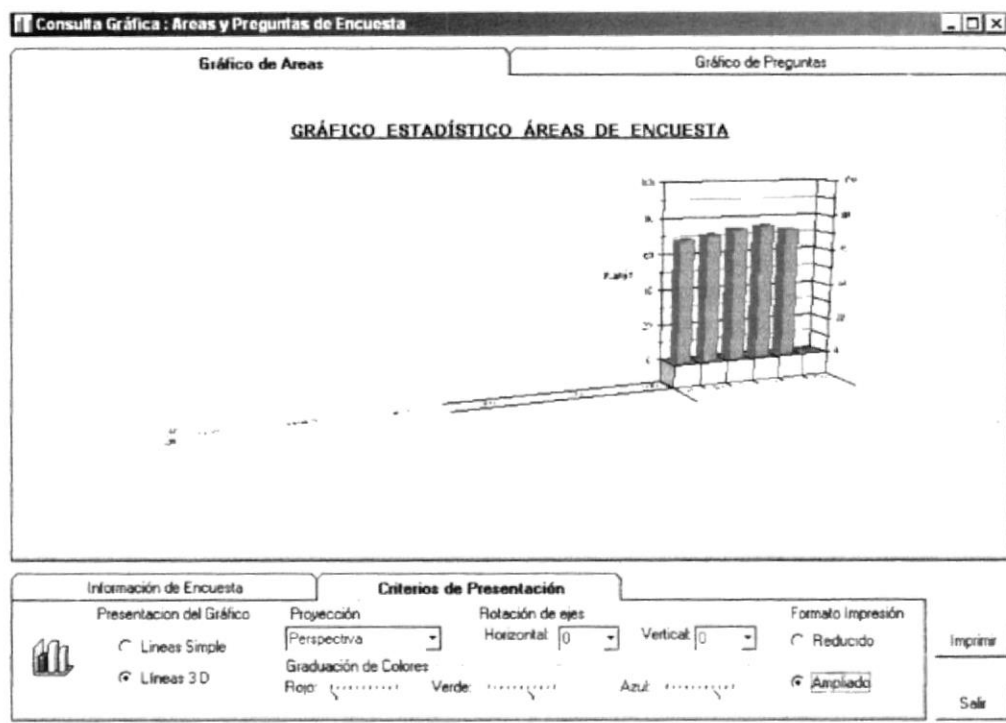 Consulta Gráfica : Areas y Preguntas de Encuesta
Gráfico de Areas
Gráfico de Preguntas
GRÁFICO ESTADÍSTICO ÁREAS DE ENCUESTA
Información de Encuesta
Criterios de Presentación
Presentacion del Gráfico
Lineas Simple
Líneas 3 D
Proyección
Perspectiva
Rotación de ejes
Horizontal: 0
Vertical: 0
Graduación de Colores
Rojo:
Verde:
Azul:
Formato Impresión
Reducido
Ampliado
Imprimir
Salir